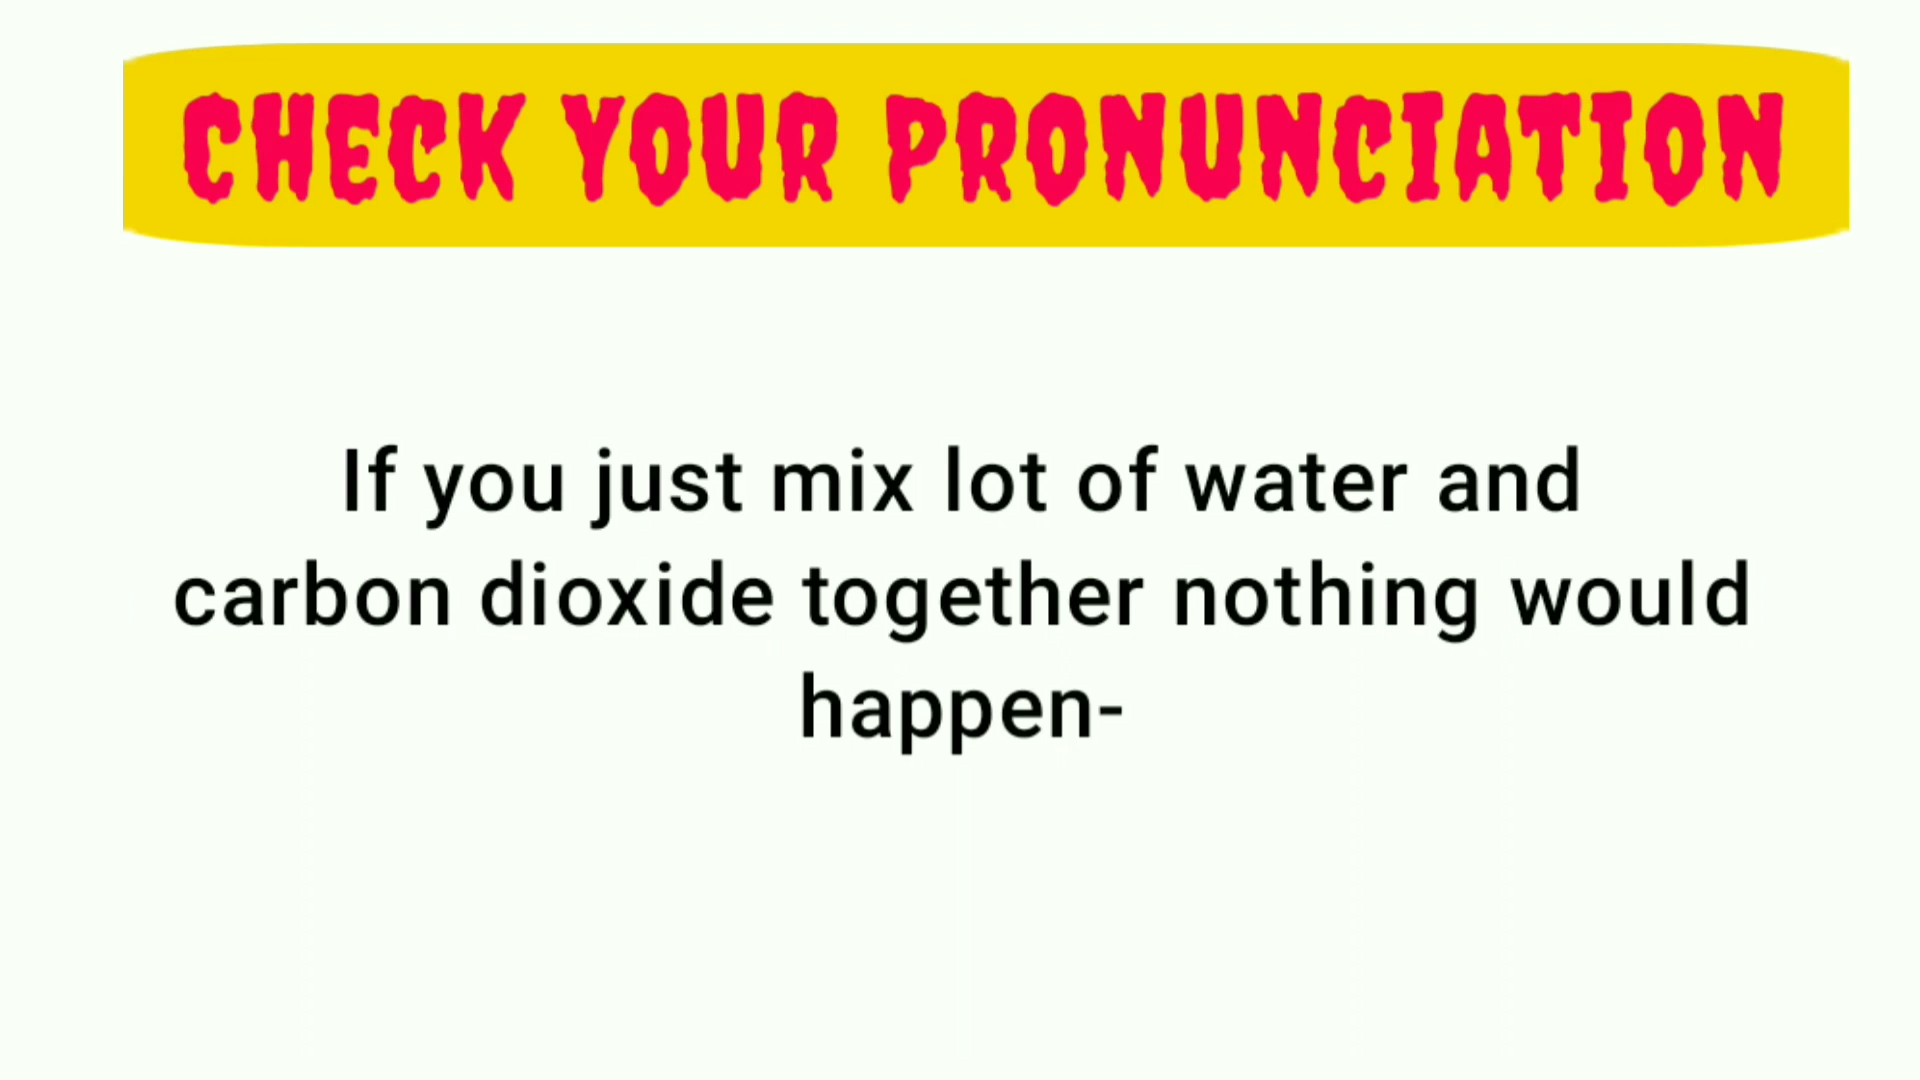 CHECK YOUR PRONUNCIATION
If you just mix lot of water and
carbon dioxide together nothing would
happen-